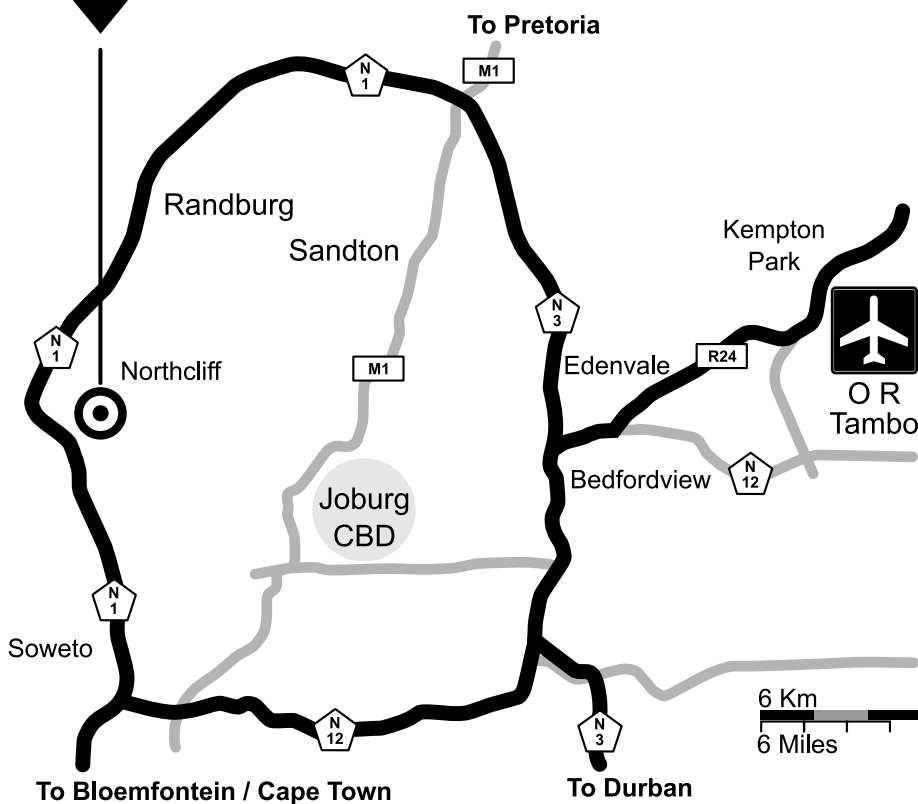 To Pretoria
N
1
M1
Randburg
Sandton
Kempton
Park
N
3
N
1
Edenvale
R24
M1
Northcliff
O R
Tambo
Bedfordview
N
12
Joburg
CBD
N
1
Soweto
6 Km
N
12
N
3
6 Miles
To Bloemfontein / Cape Town
To Durban